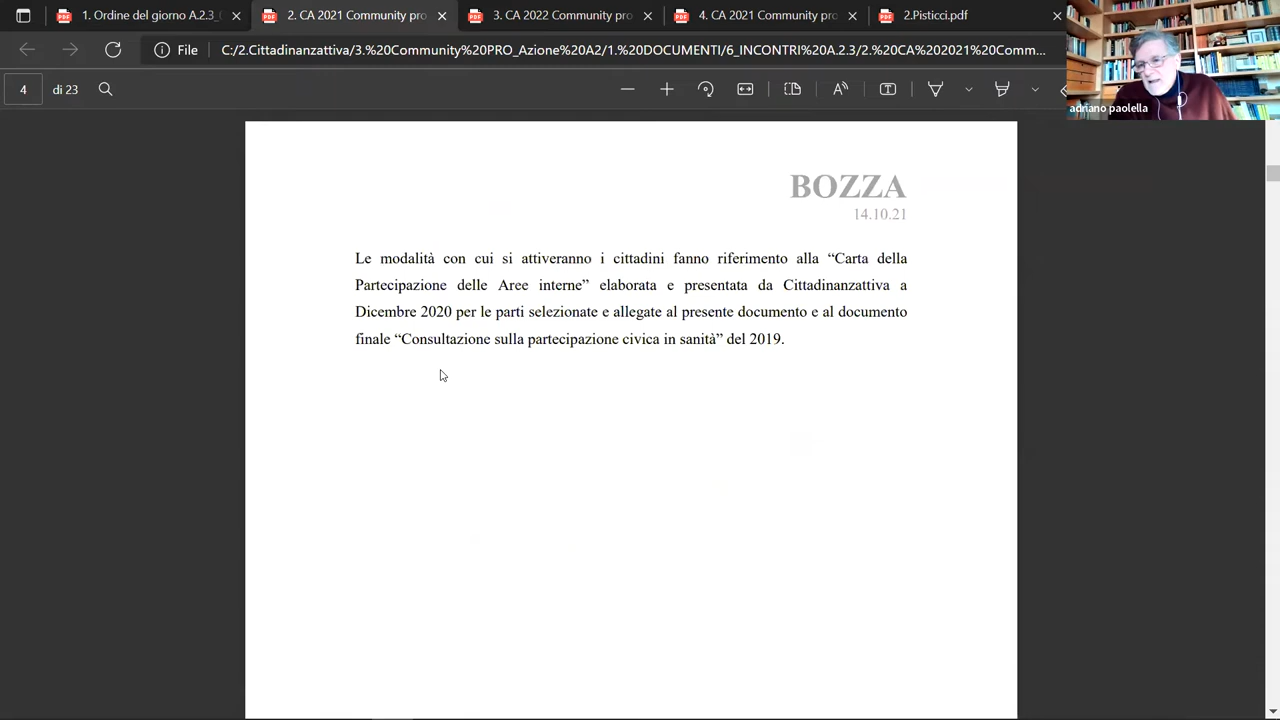 1. Ordine del giorno A.2.3_
2. CA 2021 Community pro
3. CA 2022 Community pro
CA 2021 Community pro
2.Pisticci.pdf
File
C:/2.Cittadinanzattiva/3.%20Community%20PRO_Azione%20A2/1.%20DOCUMENTI/6_INCONTRI%20A.2.3/2.%20CA%202021%20Comm...
4 di 23
adriano paolella
BOZZA
14.10.21
Le modalità con cui si attiveranno i cittadini fanno riferimento alla “Carta della
Partecipazione delle Aree interne” elaborata e presentata da Cittadinanzattiva a
Dicembre 2020 per le parti selezionate e allegate al presente documento e al documento
finale “Consultazione sulla partecipazione civica in sanità” del 2019.